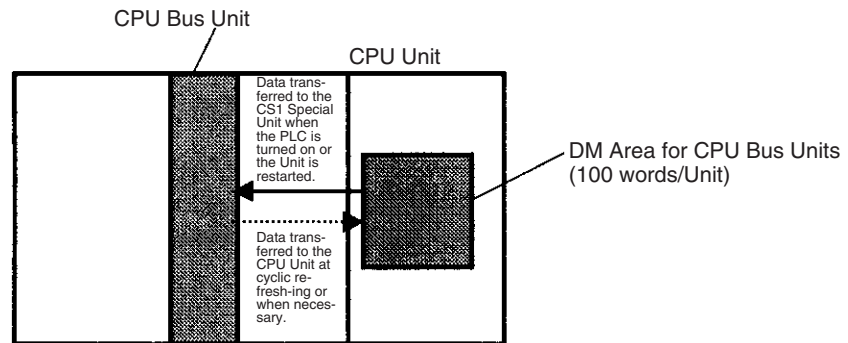 CPU Bus Unit
CPU Unit
Data trans-
ferred to the
CS1 Special
Unit when
the PLC is
turned on or
the Unit is
restarted.
DM Area for CPU Bus Units
(100 words/Unit)
Data trans-
ferred to the
CPU Unit at
cyclic re-
fresh-ing or
when neces-
sary.